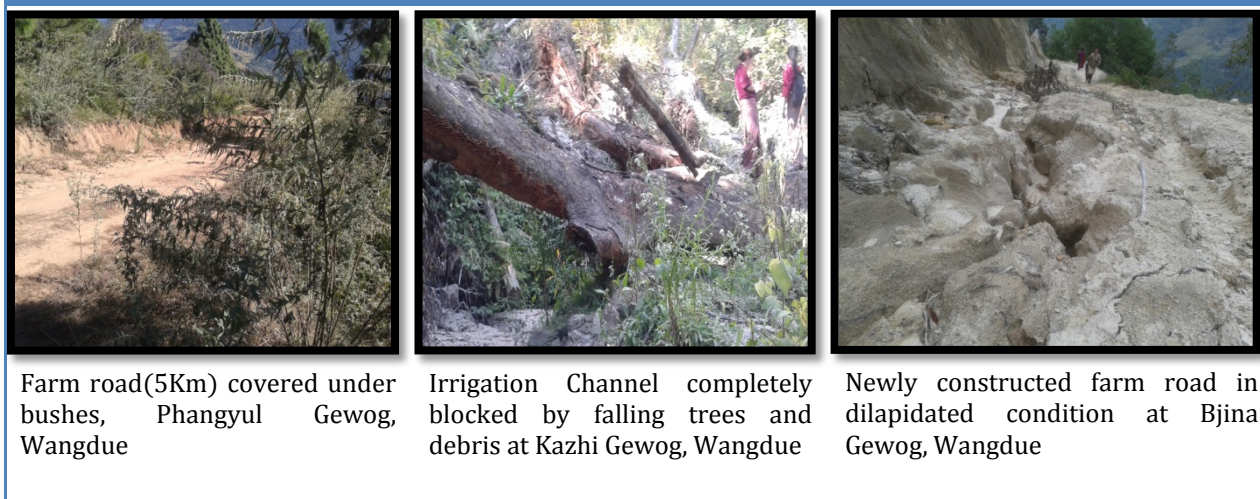 Farm road(5Km) covered under
bushes, Phangyul Gewog,
Wangdue
Irrigation Channel completely
blocked by falling trees and
debris at Kazhi Gewog, Wangdue
Newly constructed farm road in
dilapidated condition at Bjina
Gewog, Wangdue